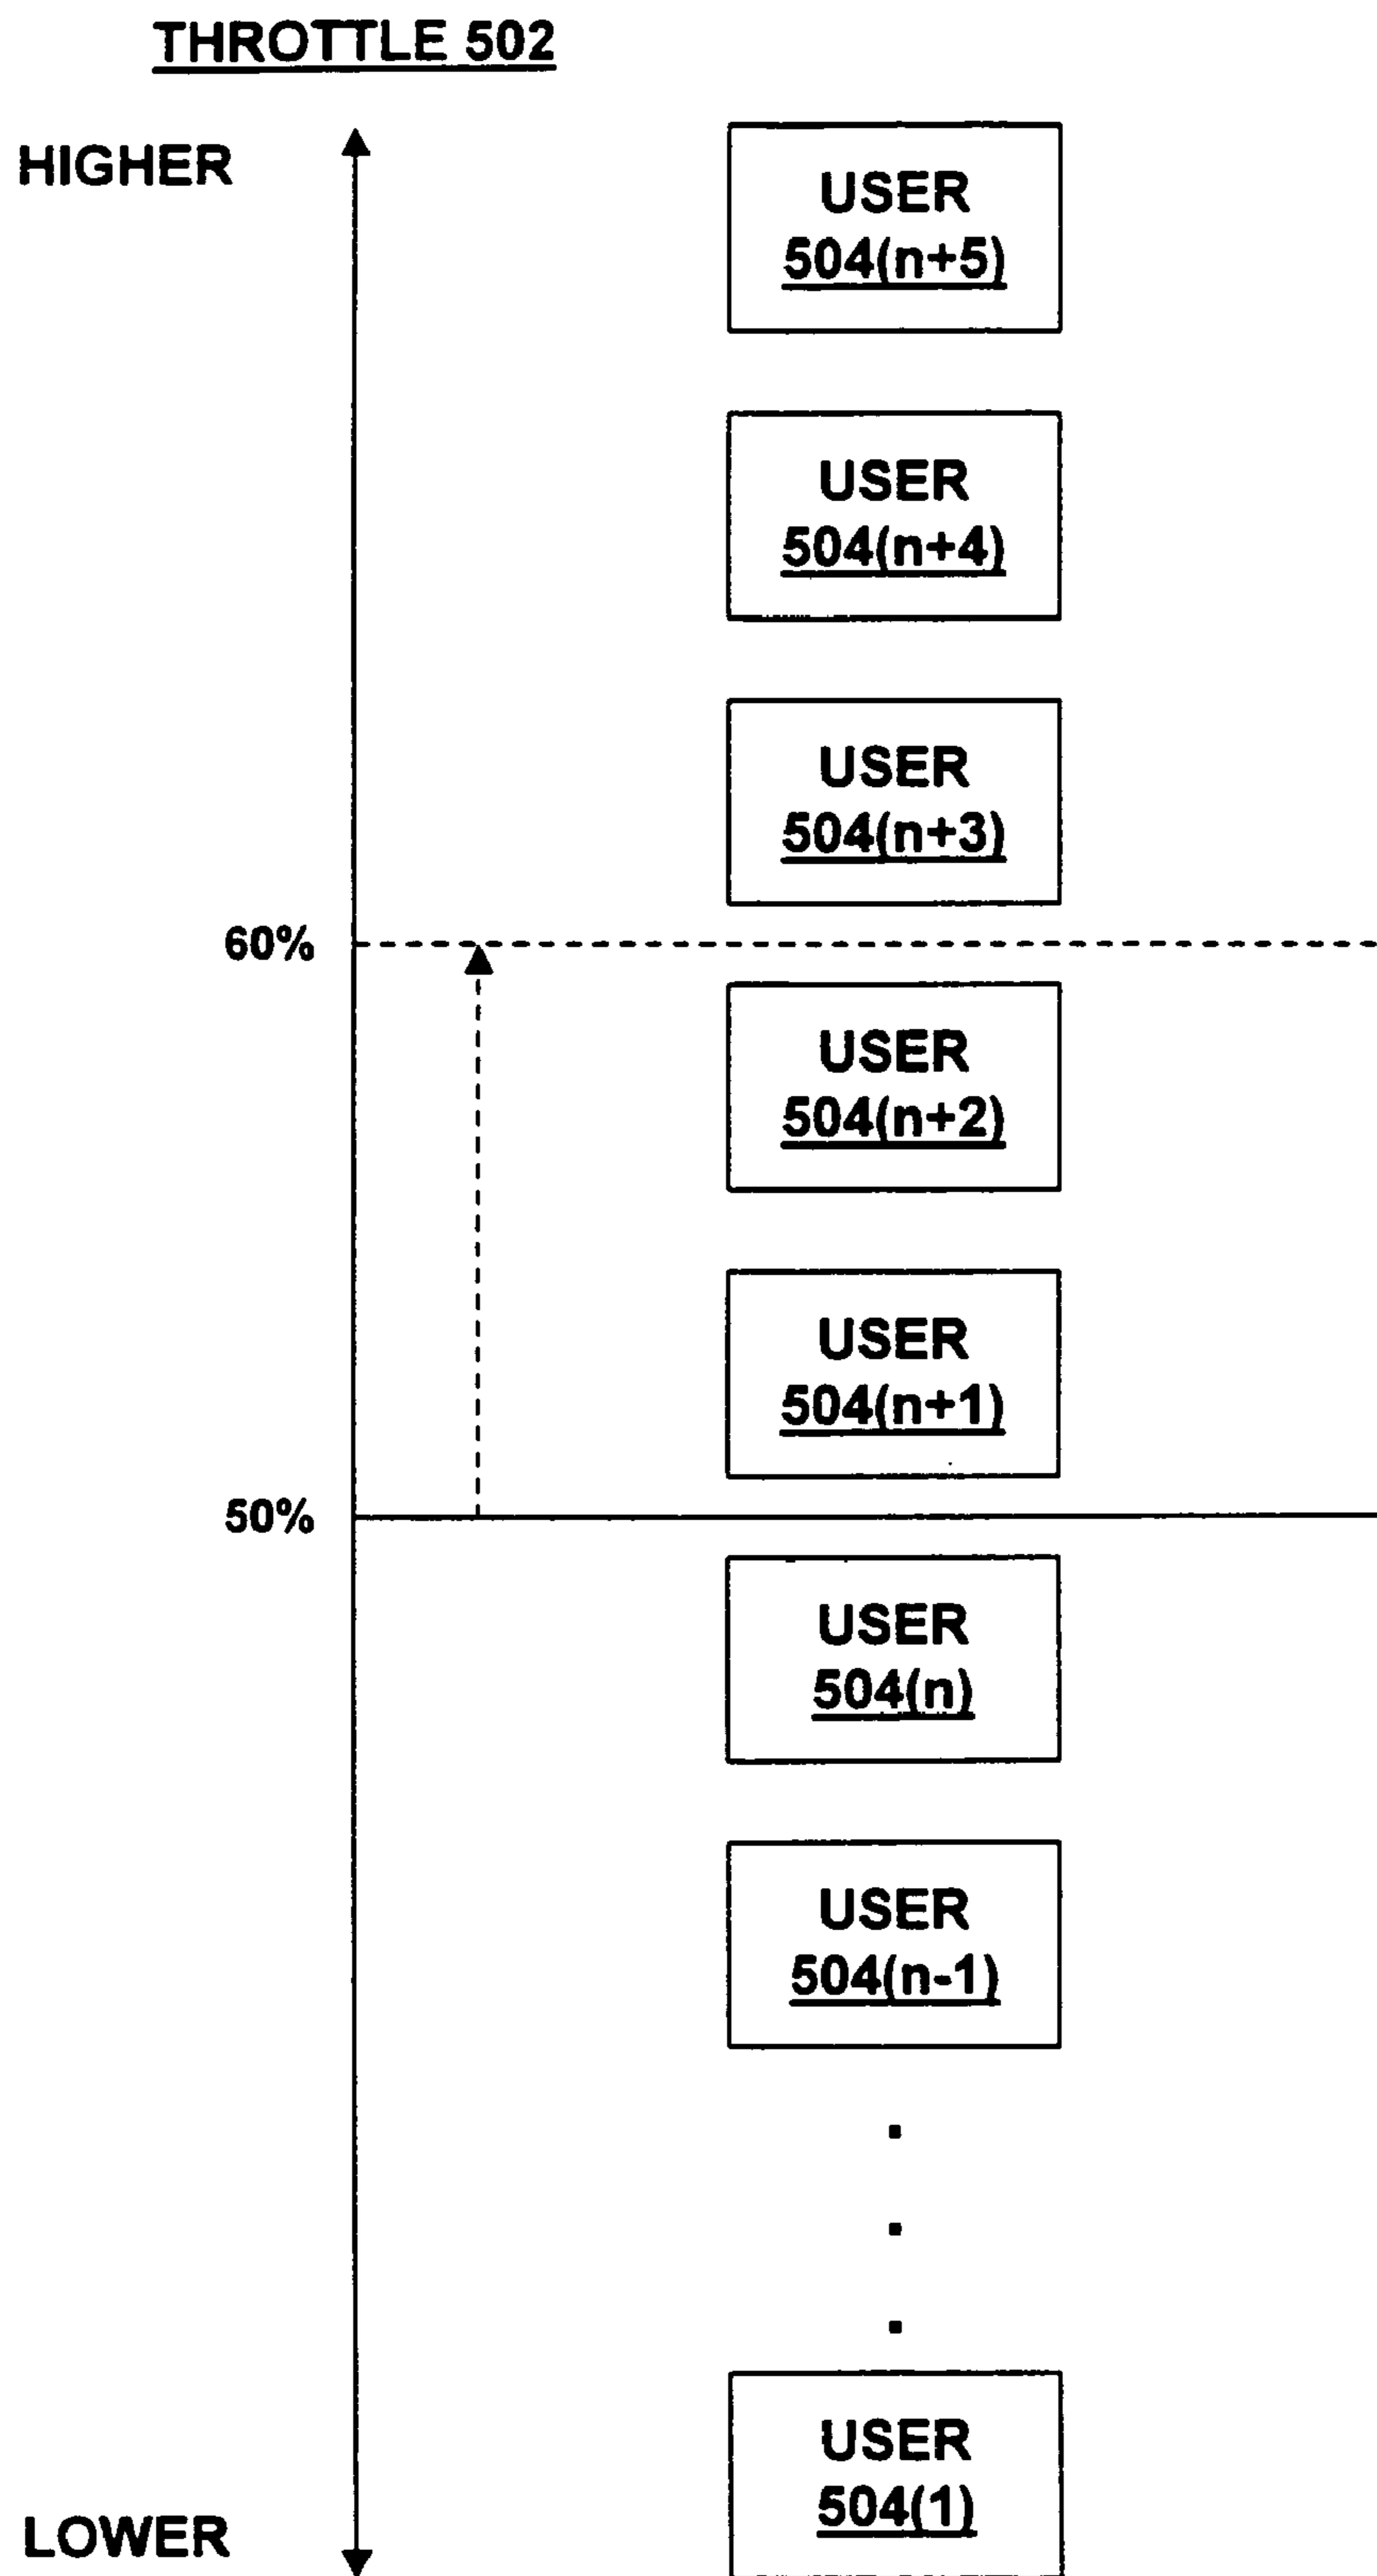 THROTTLE 502
HIGHER
USER
504(n+5)
USER
504(n+4)
USER
504(n+3)
60%
USER
504(n+2)
USER
504(n+1)
50%
USER
504(n)
USER
504(n-1)
.
.
.
USER
504(1)
LOWER